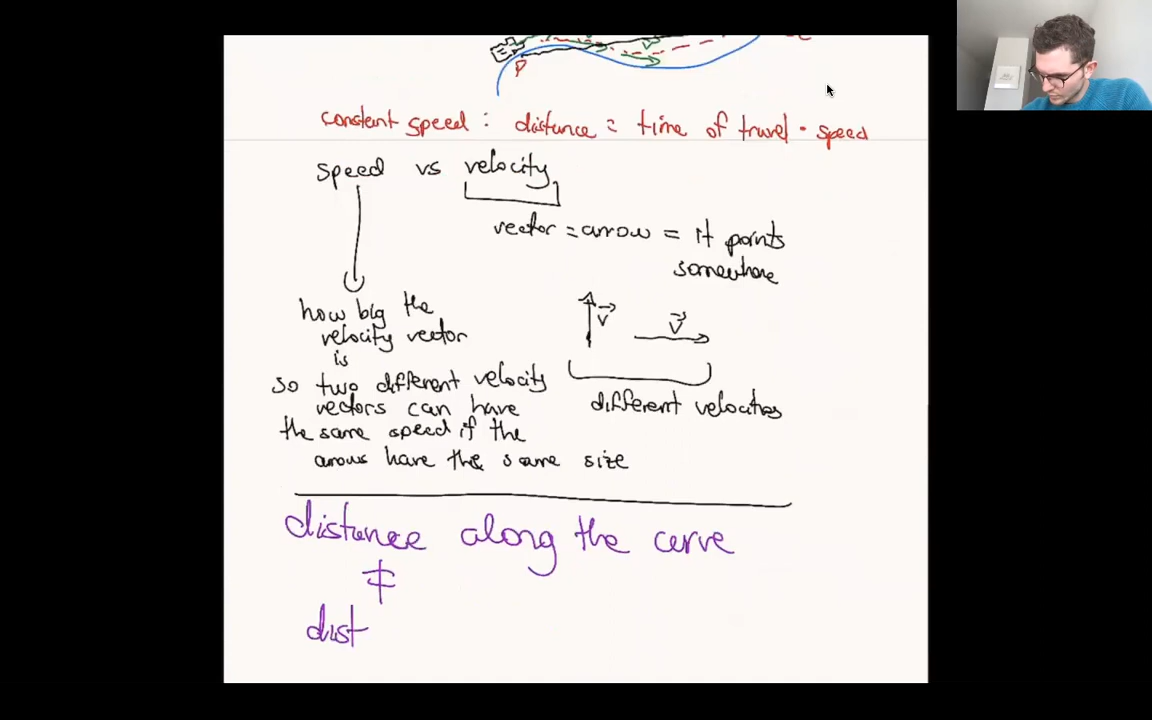 P
constant speed : distance = time of travel · speed
speed vs velocity
vector = arrow = it points
somewhere
how big the
velocity vector
is
v⃗ v⃗
so two different velocity
vectors can have
the same speed if the
arrows have the same size
different velocities
distance along the curve
≠
dist